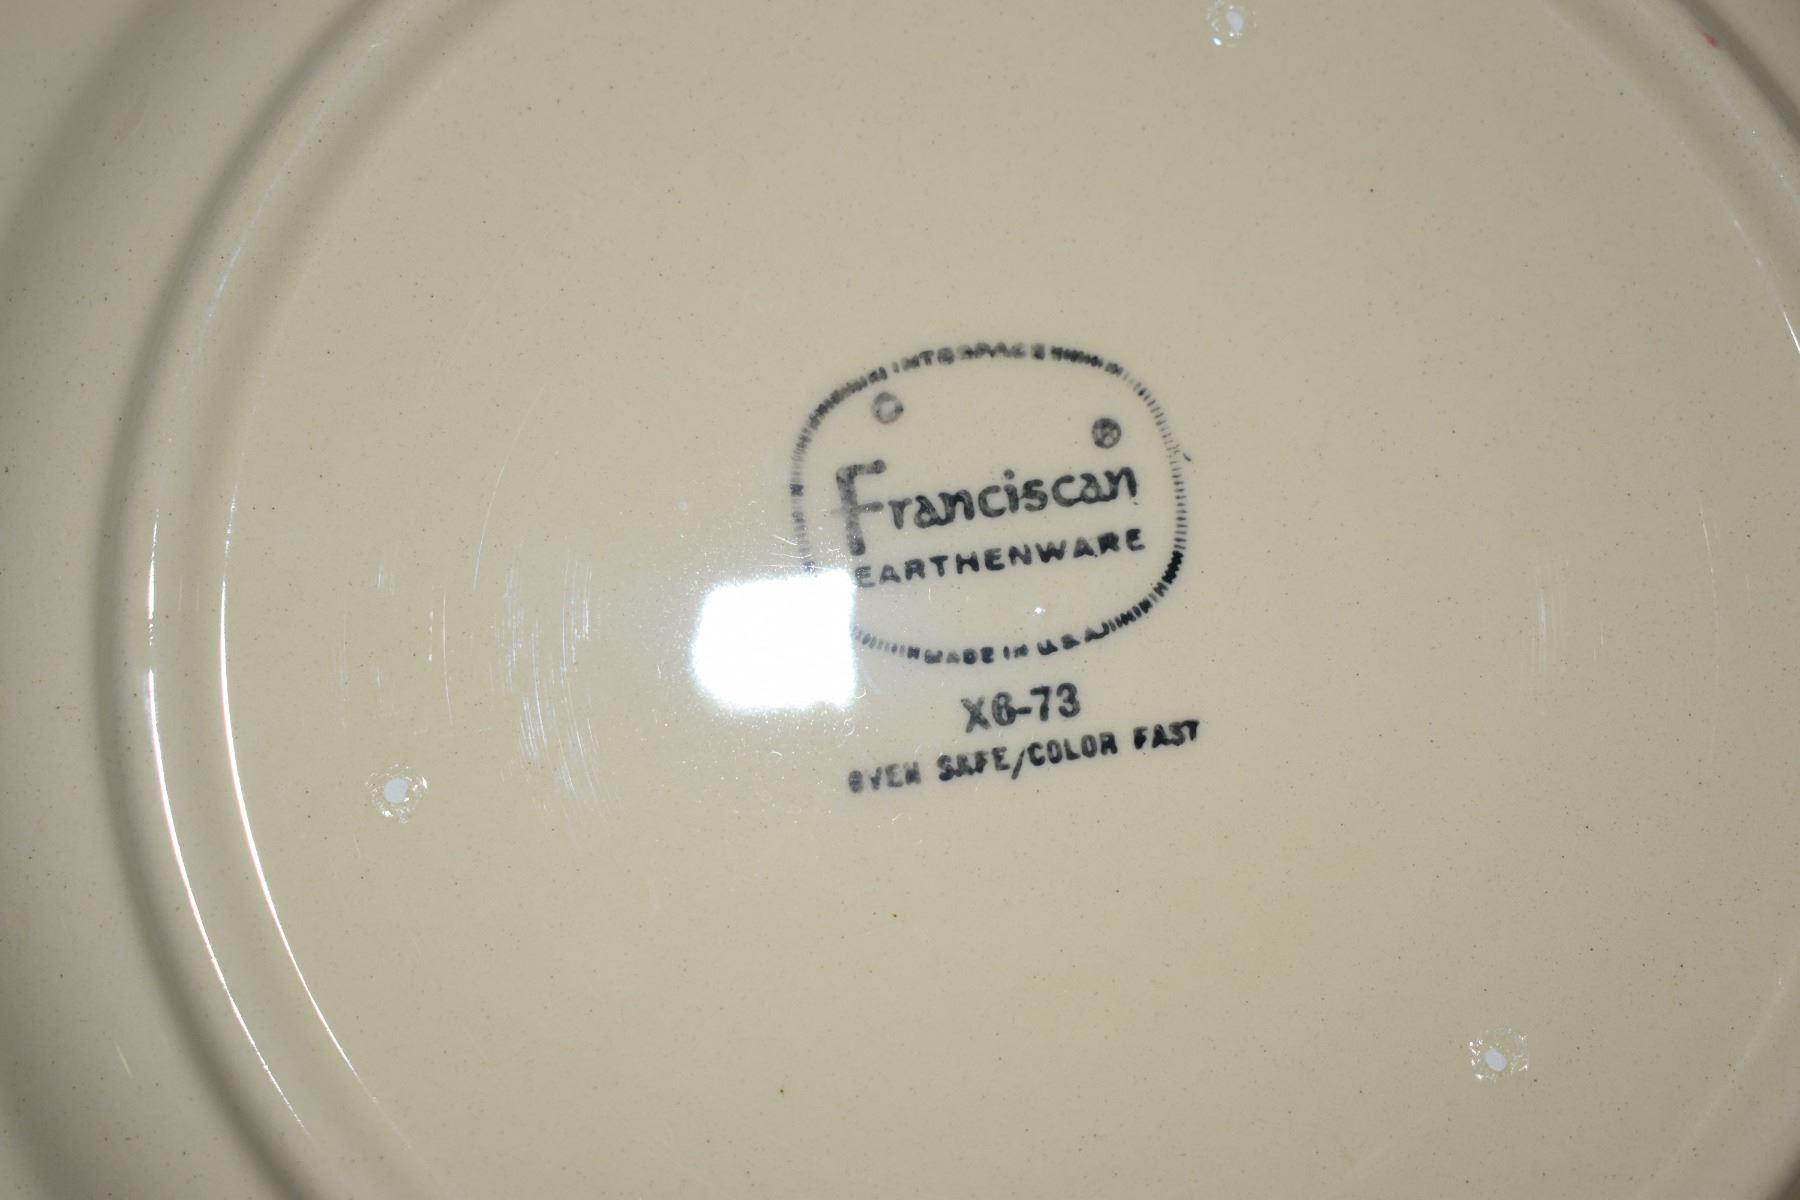 INTERPACE
©
®
Franciscan
EARTHENWARE
MADE IN U.S.A.
X6-73
OVEN SAFE/COLOR FAST